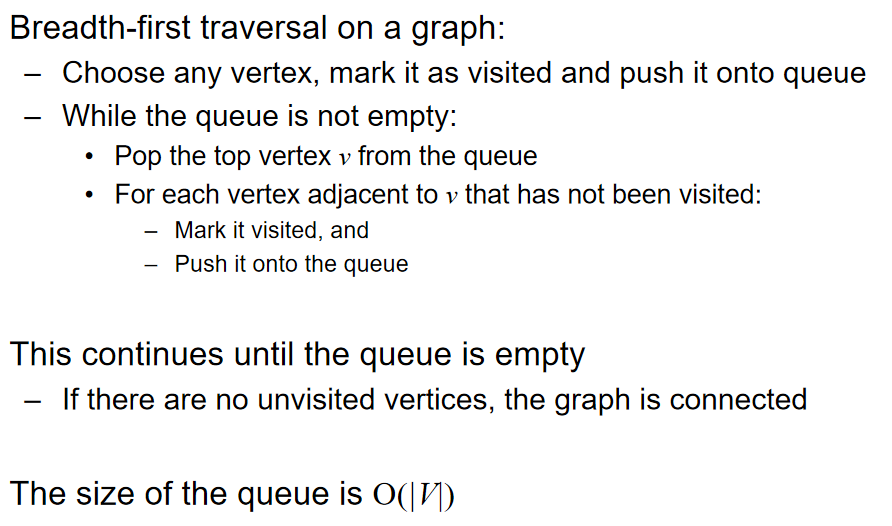 Breadth-first traversal on a graph:
– Choose any vertex, mark it as visited and push it onto queue
– While the queue is not empty:
• Pop the top vertex v from the queue
• For each vertex adjacent to v that has not been visited:
– Mark it visited, and
– Push it onto the queue
This continues until the queue is empty
– If there are no unvisited vertices, the graph is connected
The size of the queue is O(|V|)